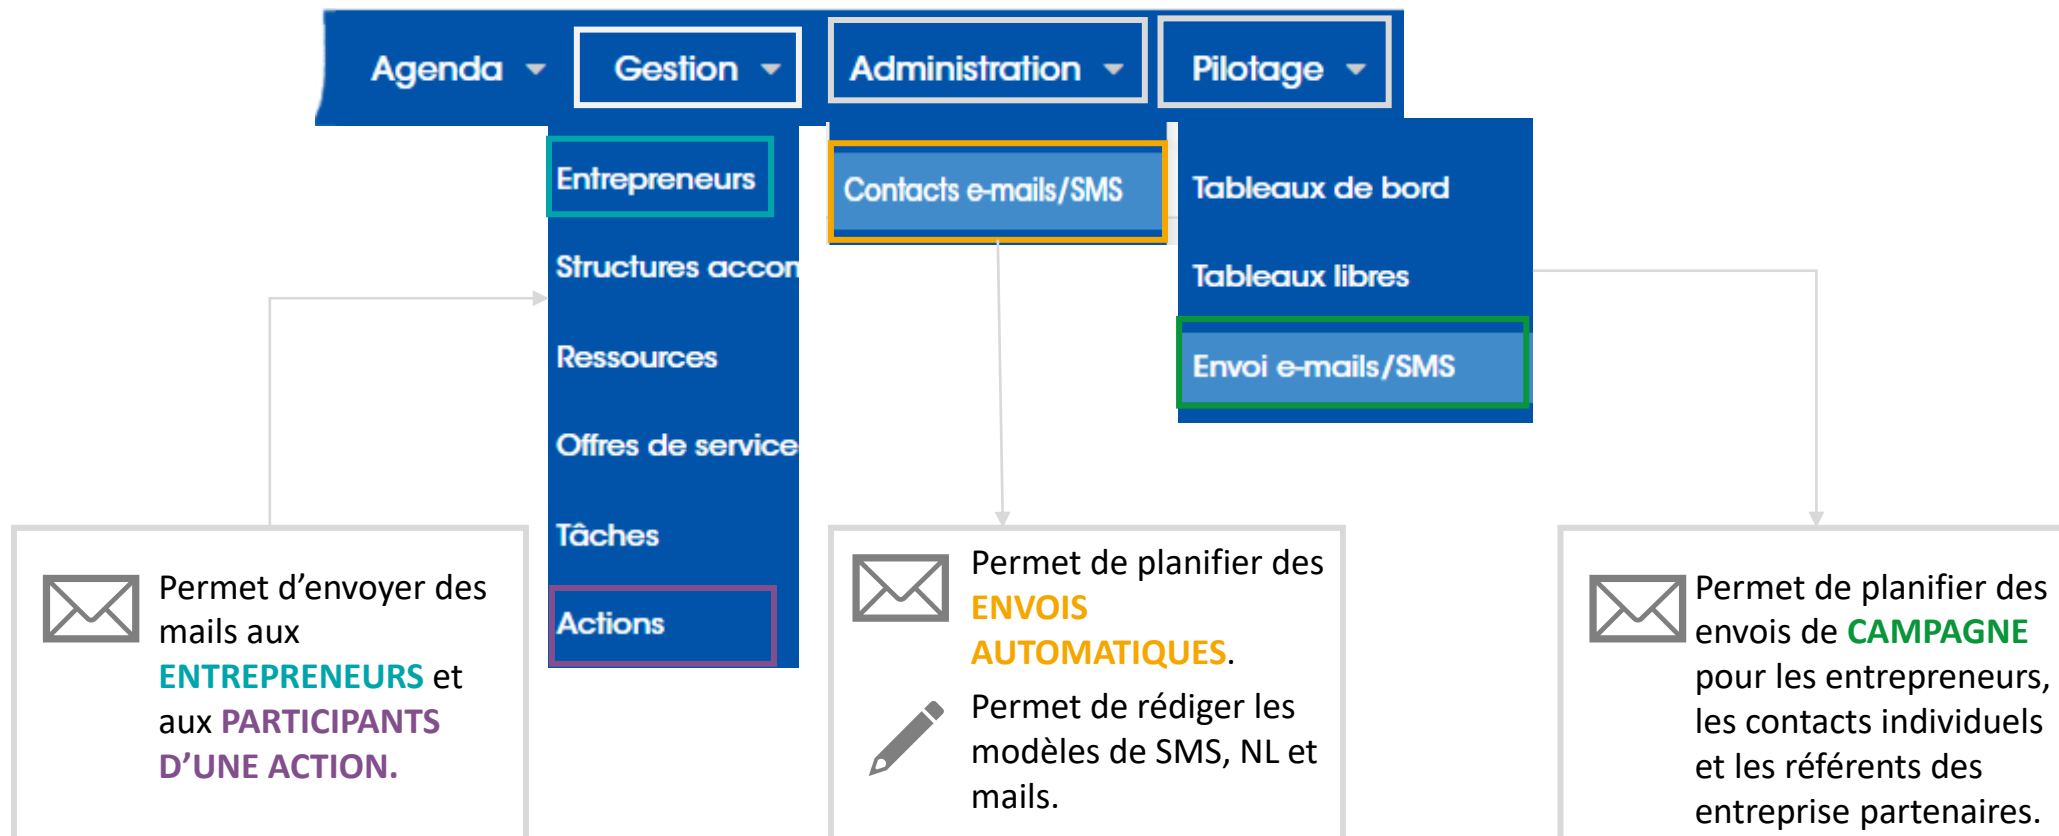 Agenda
Gestion
Administration
Pilotage
Entrepreneurs
Structures accon
Ressources
Offres de service
Tâches
Actions
Contacts e-mails/SMS
Tableaux de bord
Tableaux libres
Envoi e-mails/SMS
Permet d’envoyer des
mails aux
ENTREPRENEURS et
aux PARTICIPANTS
D’UNE ACTION.
Permet de planifier des
ENVOIS
AUTOMATIQUES.
Permet de rédiger les
modèles de SMS, NL et
mails.
Permet de planifier des
envois de CAMPAGNE
pour les entrepreneurs,
les contacts individuels
et les référents des
entreprise partenaires.